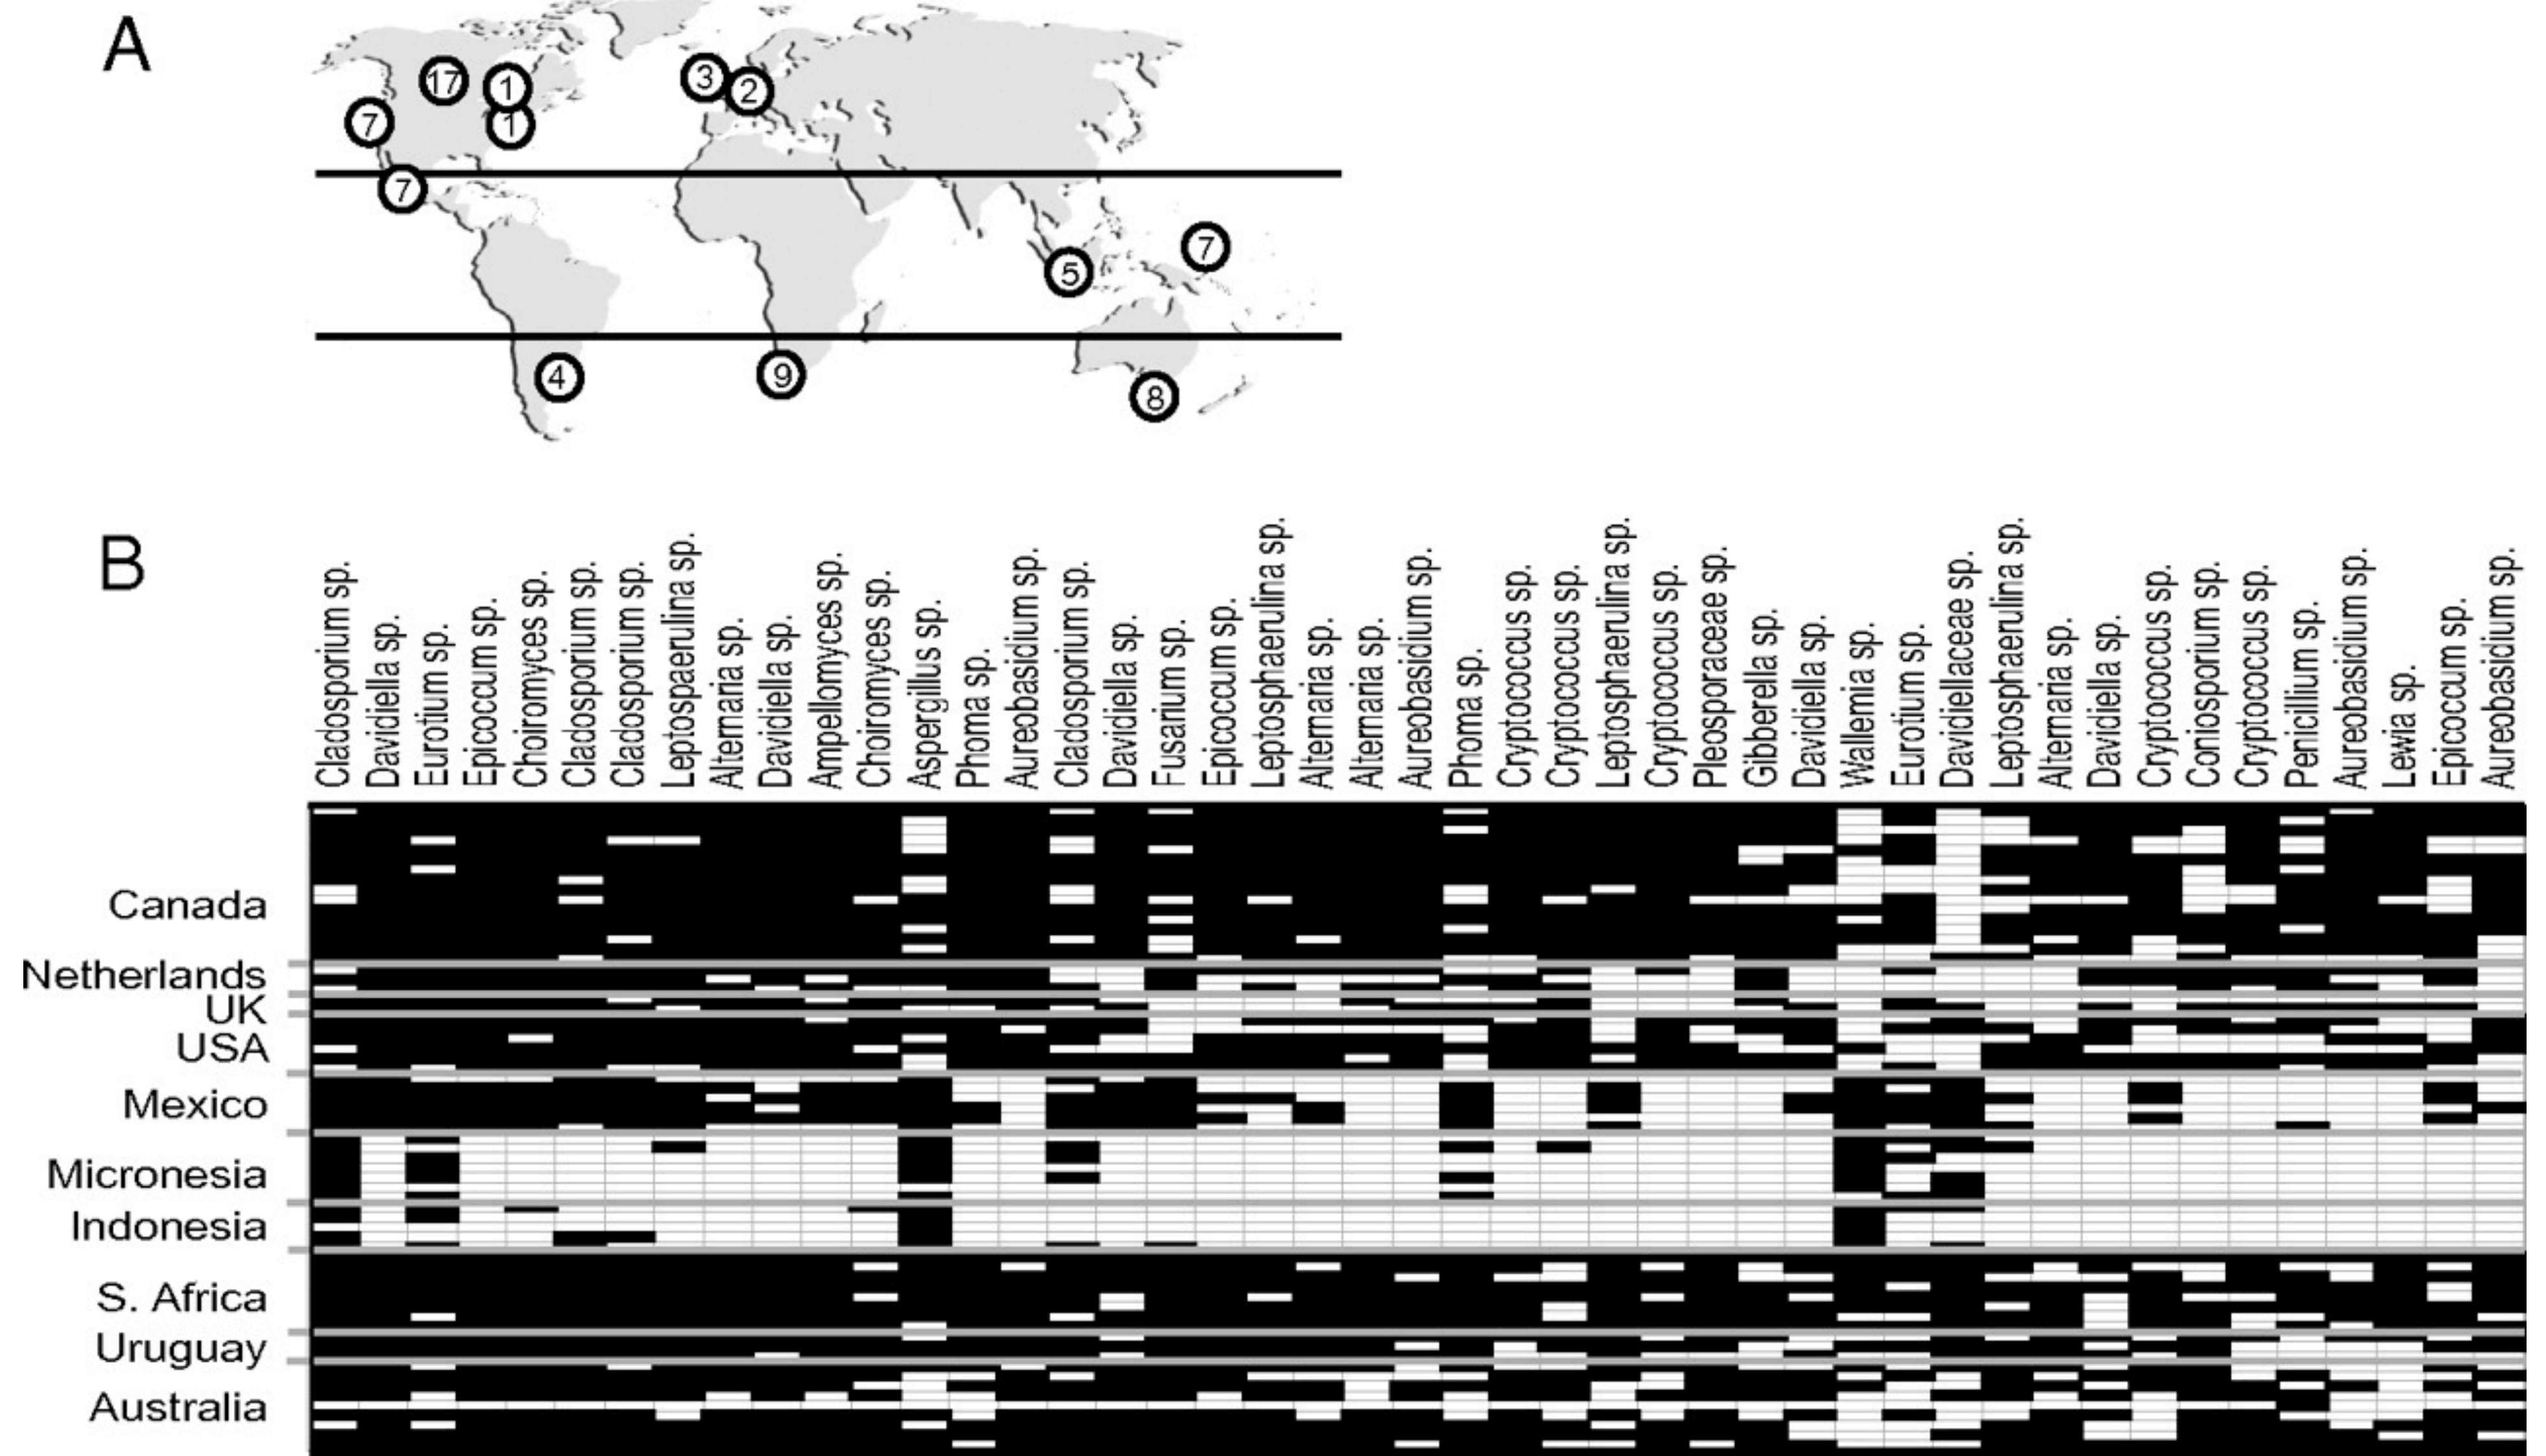 A
17
1
3
2
7
1
7
7
5
4
9
8
B
Cladosporium sp.
Davidiella sp.
Eurotium sp.
Epicoccum sp.
Choiromyces sp.
Cladosporium sp.
Cladosporium sp.
Leptospaerulina sp.
Alternaria sp.
Davidiella sp.
Ampellomyces sp.
Choiromyces sp.
Aspergillus sp.
Phoma sp.
Aureobasidium sp.
Cladosporium sp.
Davidiella sp.
Fusarium sp.
Epicoccum sp.
Leptosphaerulina sp.
Alternaria sp.
Alternaria sp.
Aureobasidium sp.
Phoma sp.
Cryptococcus sp.
Cryptococcus sp.
Leptosphaerulina sp.
Cryptococcus sp.
Pleosporaceae sp.
Gibberella sp.
Davidiella sp.
Wallemia sp.
Eurotium sp.
Davidiellaceae sp.
Leptosphaerulina sp.
Alternaria sp.
Davidiella sp.
Cryptococcus sp.
Coniosporium sp.
Cryptococcus sp.
Penicillium sp.
Aureobasidium sp.
Lewia sp.
Epicoccum sp.
Aureobasidium sp.
Canada
Netherlands
UK
USA
Mexico
Micronesia
Indonesia
S. Africa
Uruguay
Australia